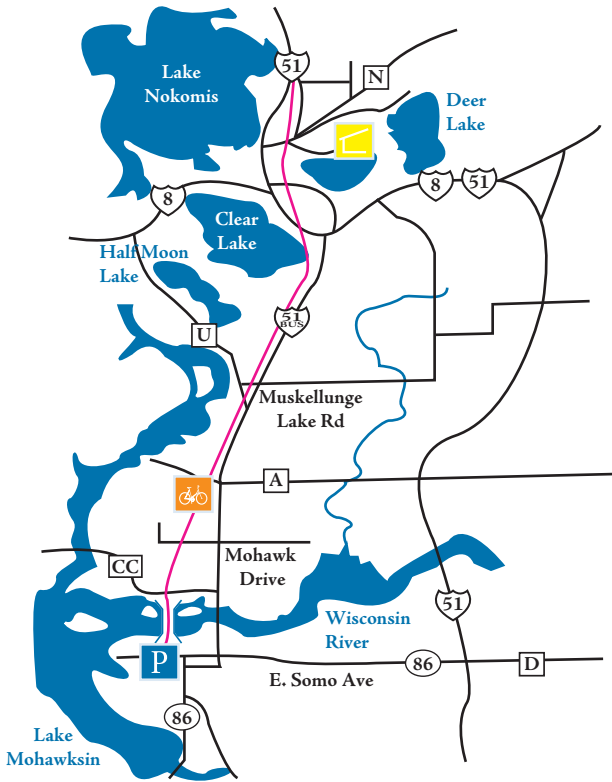 51
Lake
Nokomis
N
Deer
Lake
8
8
51
Clear
Lake
Half Moon
Lake
51
BUS
U
Muskellunge
Lake Rd
A
Mohawk
Drive
CC
51
Wisconsin
River
P
86
D
E. Somo Ave
86
Lake
Mohawksin